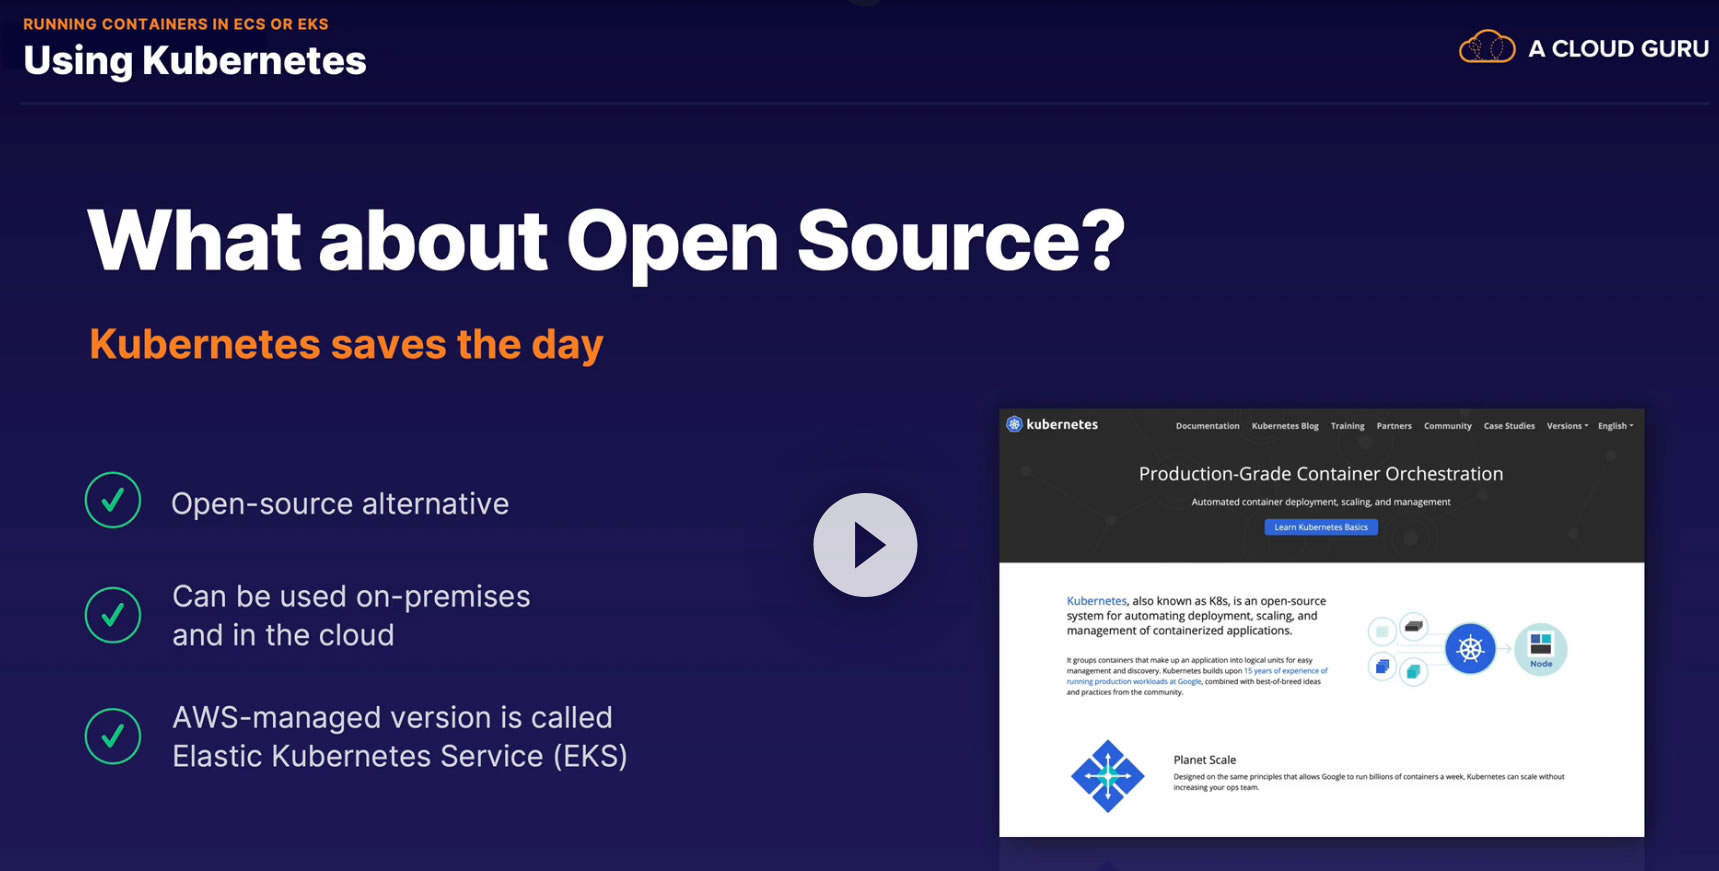 RUNNING CONTAINERS IN ECS OR EKS
Using Kubernetes
A CLOUD GURU
What about Open Source?
Kubernetes saves the day
Open-source alternative
Can be used on-premises
and in the cloud
AWS-managed version is called
Elastic Kubernetes Service (EKS)
kubernetes
Documentation Kubernetes Blog Training Partners Community Case Studies Versions English
Production-Grade Container Orchestration
Automated container deployment, scaling, and management
Learn Kubernetes Basics
Kubernetes, also known as K8s, is an open-source
system for automating deployment, scaling, and
management of containerized applications.
It groups containers that make up an application into logical units for easy
management and discovery. Kubernetes builds upon 15 years of experience of
running production workloads at Google, combined with best-of-breed ideas
and practices from the community.
Node
Planet Scale
Designed on the same principles that allows Google to run billions of containers a week, Kubernetes can scale without
increasing your ops team.